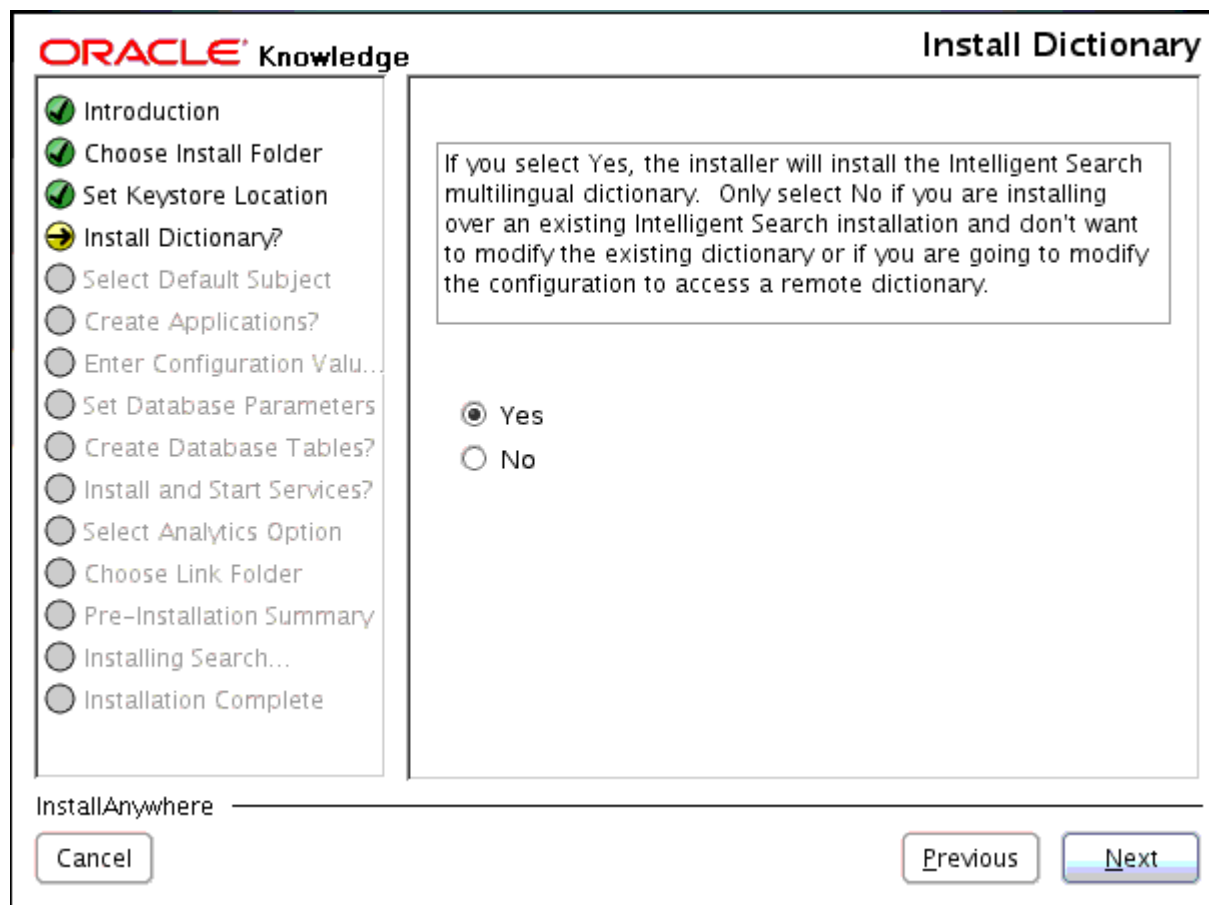 ORACLE Knowledge
Install Dictionary
Introduction
Choose Install Folder
Set Keystore Location
Install Dictionary?
Select Default Subject
Create Applications?
Enter Configuration Valu...
Set Database Parameters
Create Database Tables?
Install and Start Services?
Select Analytics Option
Choose Link Folder
Pre-Installation Summary
Installing Search...
Installation Complete
If you select Yes, the installer will install the Intelligent Search
multilingual dictionary.  Only select No if you are installing
over an existing Intelligent Search installation and don't want
to modify the existing dictionary or if you are going to modify
the configuration to access a remote dictionary.
Yes
No
InstallAnywhere
Cancel
Previous
Next